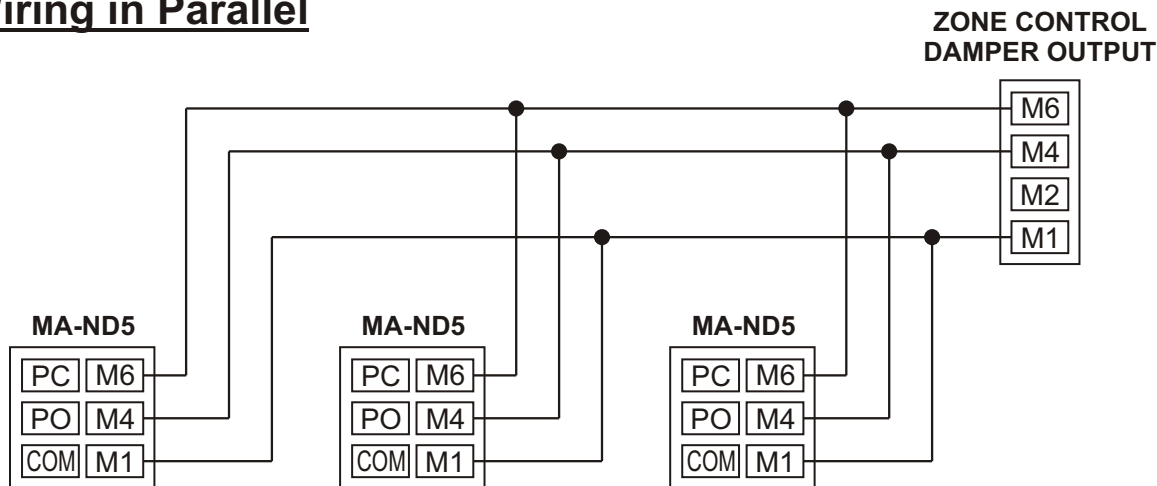 Wiring in Parallel
ZONE CONTROL
DAMPER OUTPUT
M6
M4
M2
M1
MA-ND5 MA-ND5 MA-ND5
PC M6 PC M6 PC M6
PO M4 PO M4 PO M4
COM M1 COM M1 COM M1